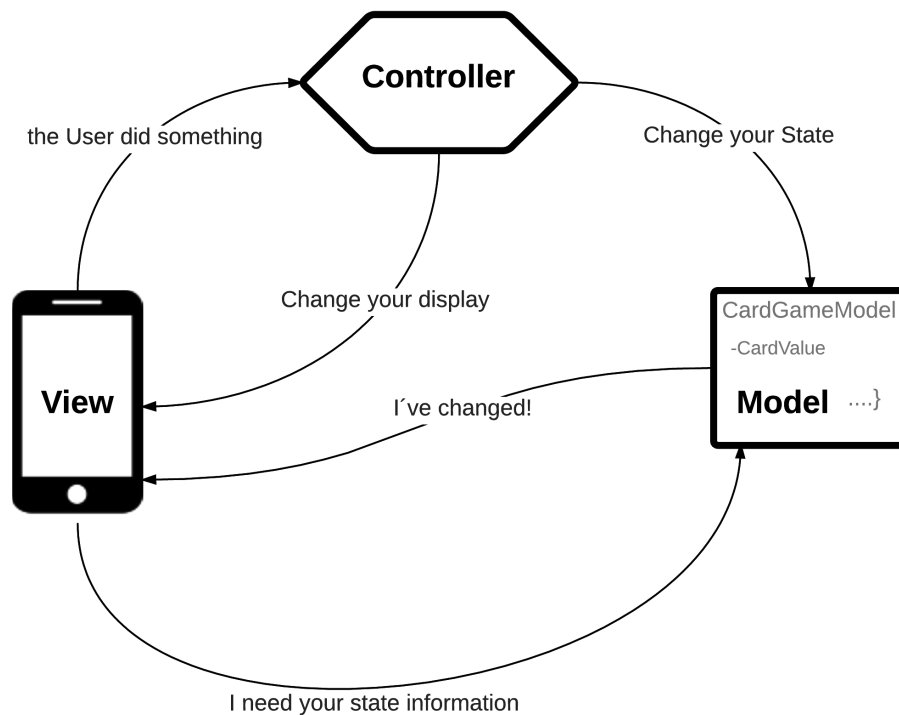 Controller
the User did something
Change your State
Change your display
CardGameModel
-CardValue
View
Model ....}
I´ve changed!
I need your state information